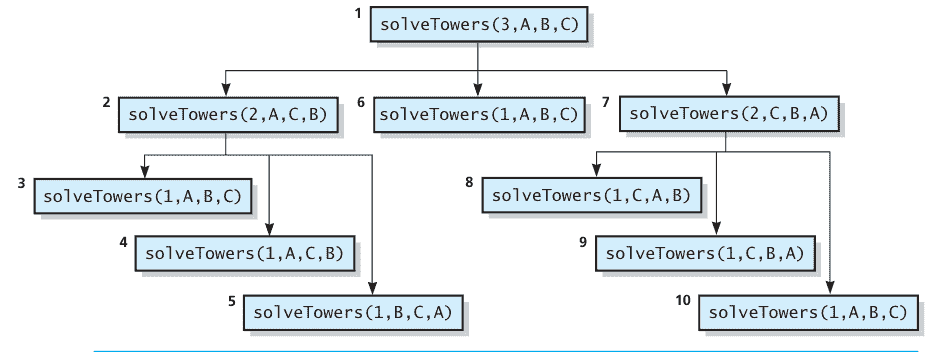 1 solveTowers(3,A,B,C)
2 solveTowers(2,A,C,B)
6 solveTowers(1,A,B,C)
7 solveTowers(2,C,B,A)
3 solveTowers(1,A,B,C)
8 solveTowers(1,C,A,B)
4 solveTowers(1,A,C,B)
9 solveTowers(1,C,B,A)
5 solveTowers(1,B,C,A)
10 solveTowers(1,A,B,C)